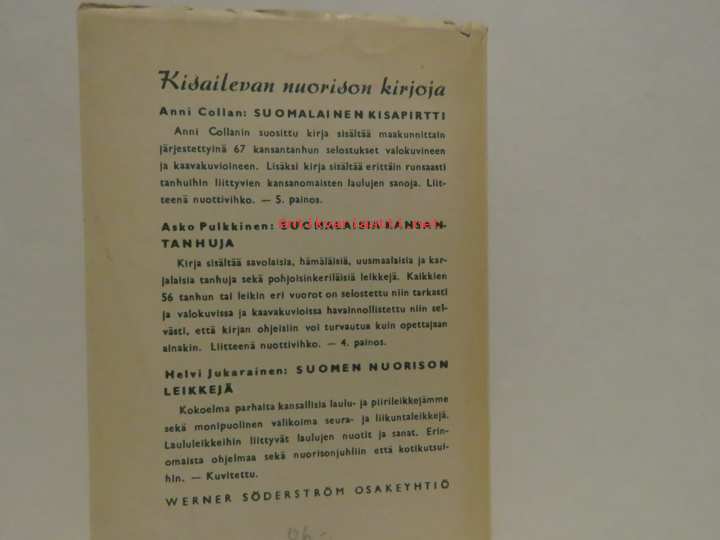 Kisailevan nuorison kirjoja
Anni Collan: SUOMALAINEN KISAPIRTTI
Anni Collanin suosittu kirja sisältää maakunnittain
järjestettyinä 67 kansantanhun selostukset valokuvineen
ja kaavakuvioineen. Lisäksi kirja sisältää erittäin runsaasti
tanhuihin liittyvien kansanomaisten laulujen sanoja. Liit-
teenä nuottivihko. — 5. painos.
Asko Pulkkinen: SUOMALAISIA KANSAN-
TANHUJA
Kirja sisältää savolaisia, hämäläisiä, uusmaalaisia ja kar-
jalaisia tanhuja sekä pohjoisinkeriläisiä leikkejä. Kaikkien
56 tanhun tai leikin eri vuorot on selostettu niin tarkasti
ja valokuvissa ja kaavakuvioissa havainnollistettu niin sel-
västi, että kirjan ohjeisiin voi turvautua kuin opettajaan
ainakin. Liitteenä nuottivihko. — 4. painos.
Helvi Jukarainen: SUOMEN NUORISON
LEIKKEJÄ
Kokoelma parhaita kansallisia laulu- ja piirileikkejämme
sekä monipuolinen valikoima seura- ja liikuntaleikkejä.
Laululeikkeihin liittyvät laulujen nuotit ja sanat. Erin-
omaista ohjelmaa sekä nuorisonjuhliin että kotikutsui-
hin. — Kuvitettu.
WERNER SÖDERSTRÖM OSAKEYHTIÖ